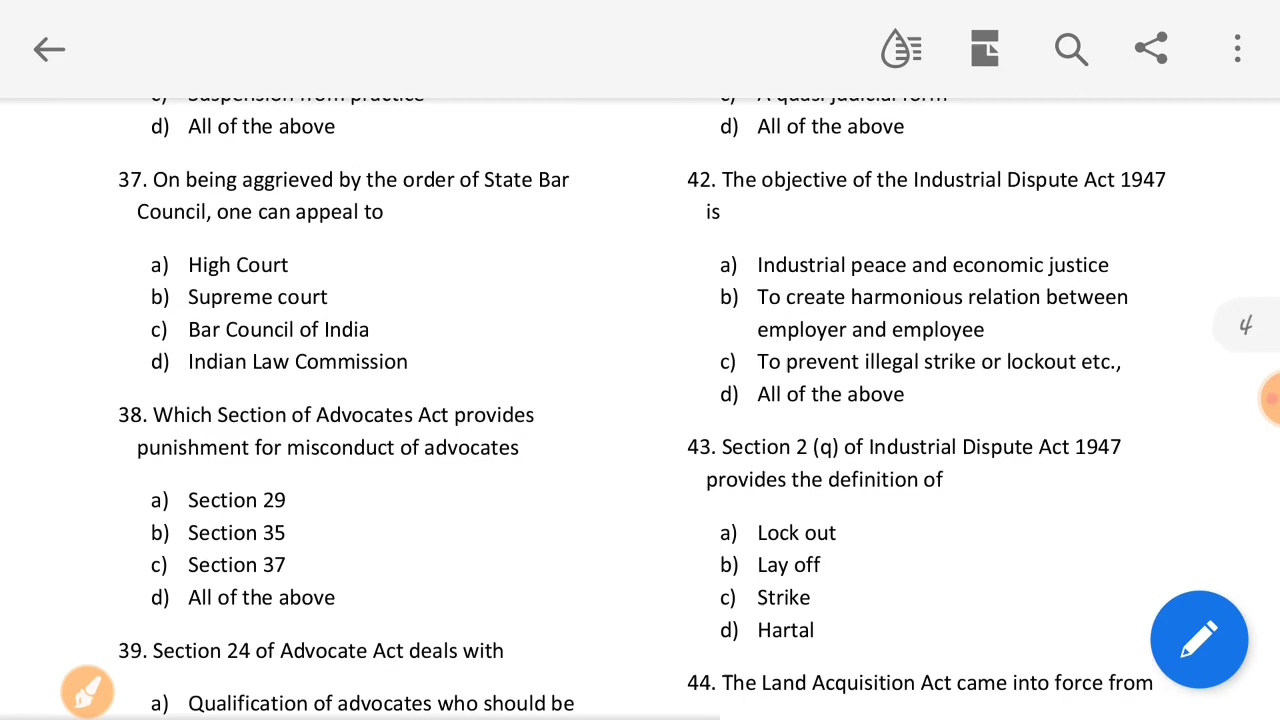 c) Suspension from practice
d) All of the above
37. On being aggrieved by the order of State Bar
Council, one can appeal to
a) High Court
b) Supreme court
c) Bar Council of India
d) Indian Law Commission
38. Which Section of Advocates Act provides
punishment for misconduct of advocates
a) Section 29
b) Section 35
c) Section 37
d) All of the above
39. Section 24 of Advocate Act deals with
a) Qualification of advocates who should be
c) A quasi judicial form
d) All of the above
42. The objective of the Industrial Dispute Act 1947
is
a) Industrial peace and economic justice
b) To create harmonious relation between
employer and employee
c) To prevent illegal strike or lockout etc.,
d) All of the above
43. Section 2 (q) of Industrial Dispute Act 1947
provides the definition of
a) Lock out
b) Lay off
c) Strike
d) Hartal
44. The Land Acquisition Act came into force from
4